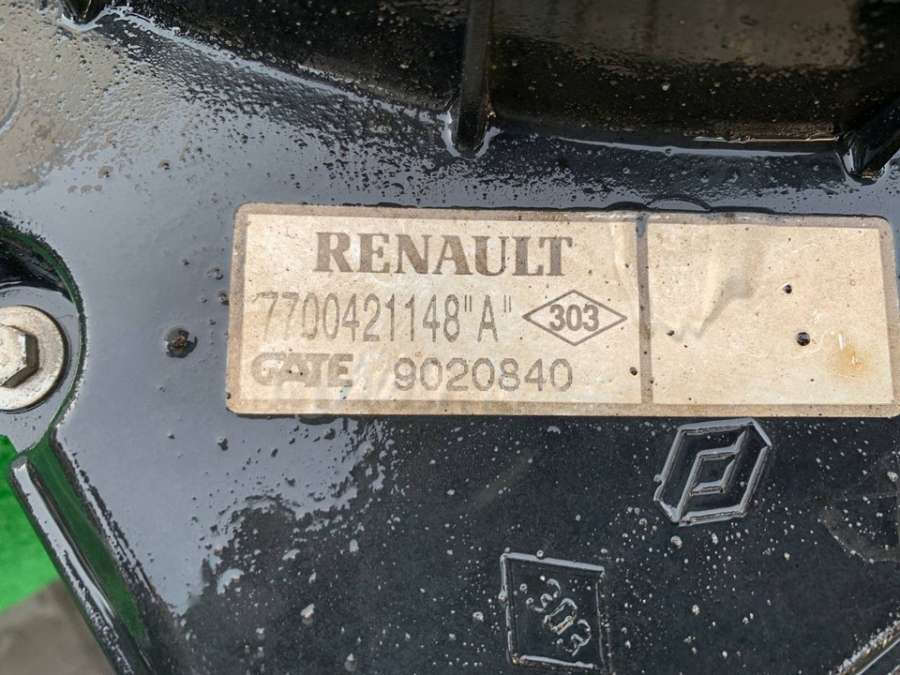 RENAULT
7700421148"A" 303
GATE 9020840
303